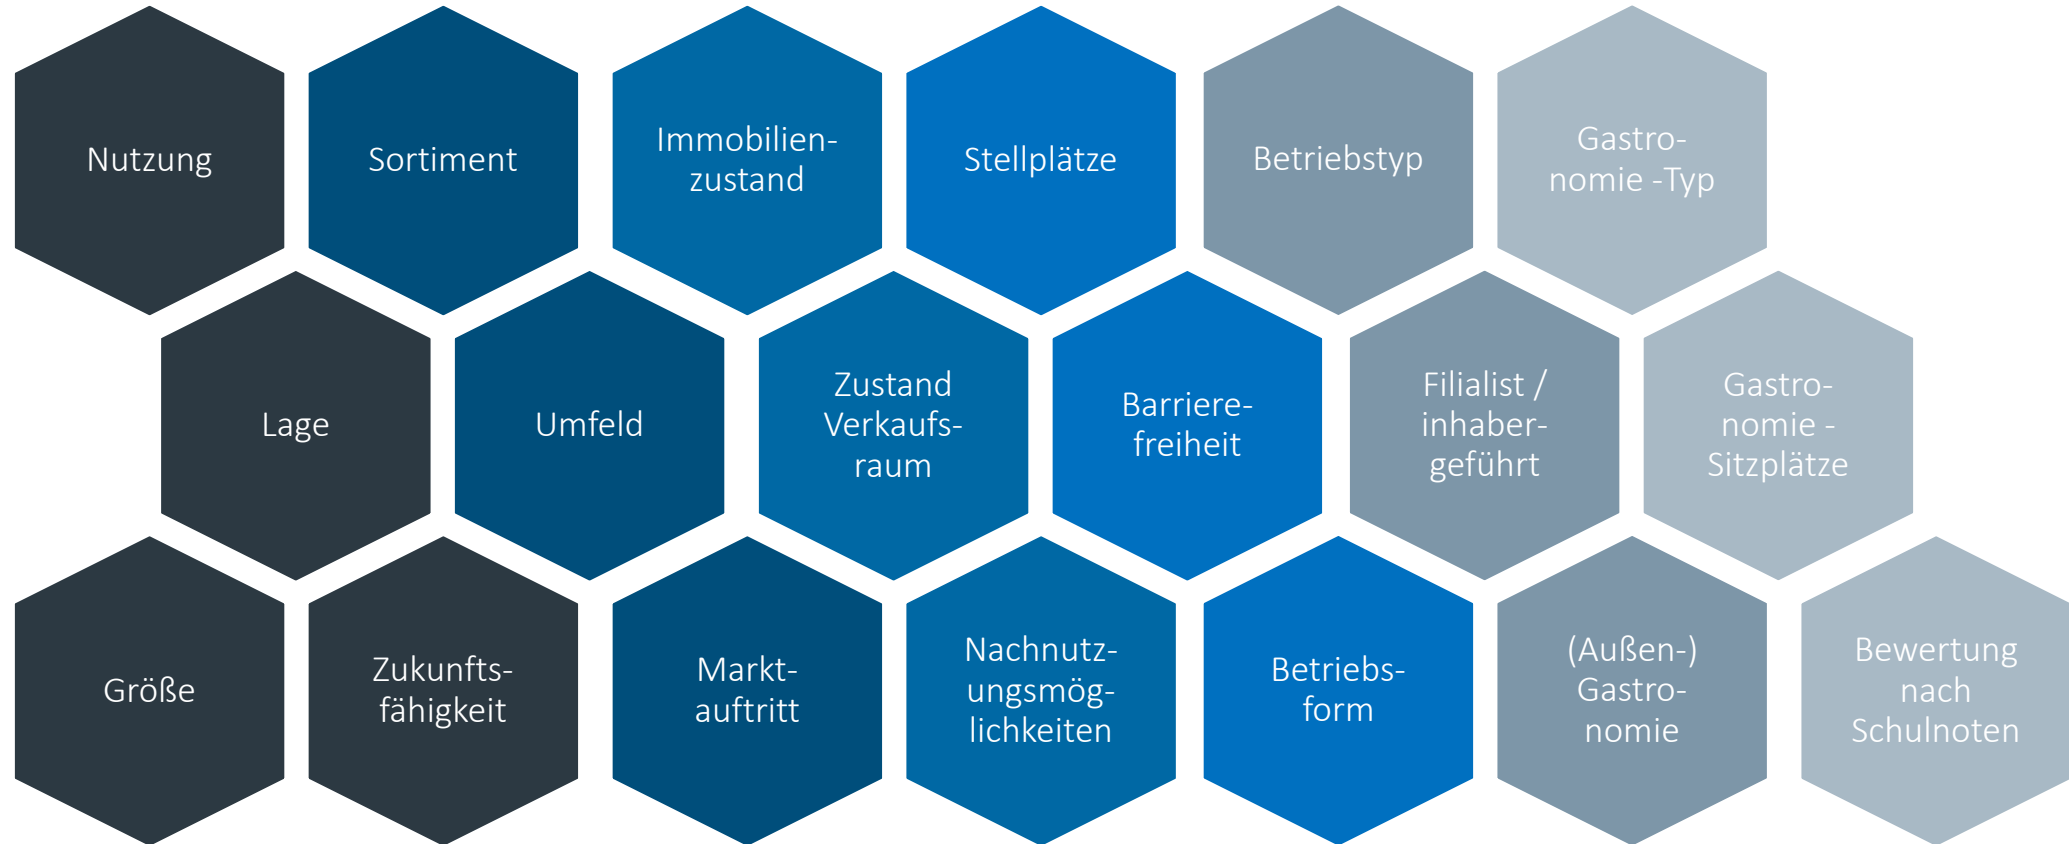 Nutzung
Sortiment
Immobilien-
zustand
Stellplätze
Betriebstyp
Gastro-
nomie -Typ
Lage
Umfeld
Zustand
Verkaufs-
raum
Barriere-
freiheit
Filialist /
inhaber-
geführt
Gastro-
nomie -
Sitzplätze
Größe
Zukunfts-
fähigkeit
Markt-
auftritt
Nachnutz-
ungsmög-
lichkeiten
Betriebs-
form
(Außen-)
Gastro-
nomie
Bewertung
nach
Schulnoten